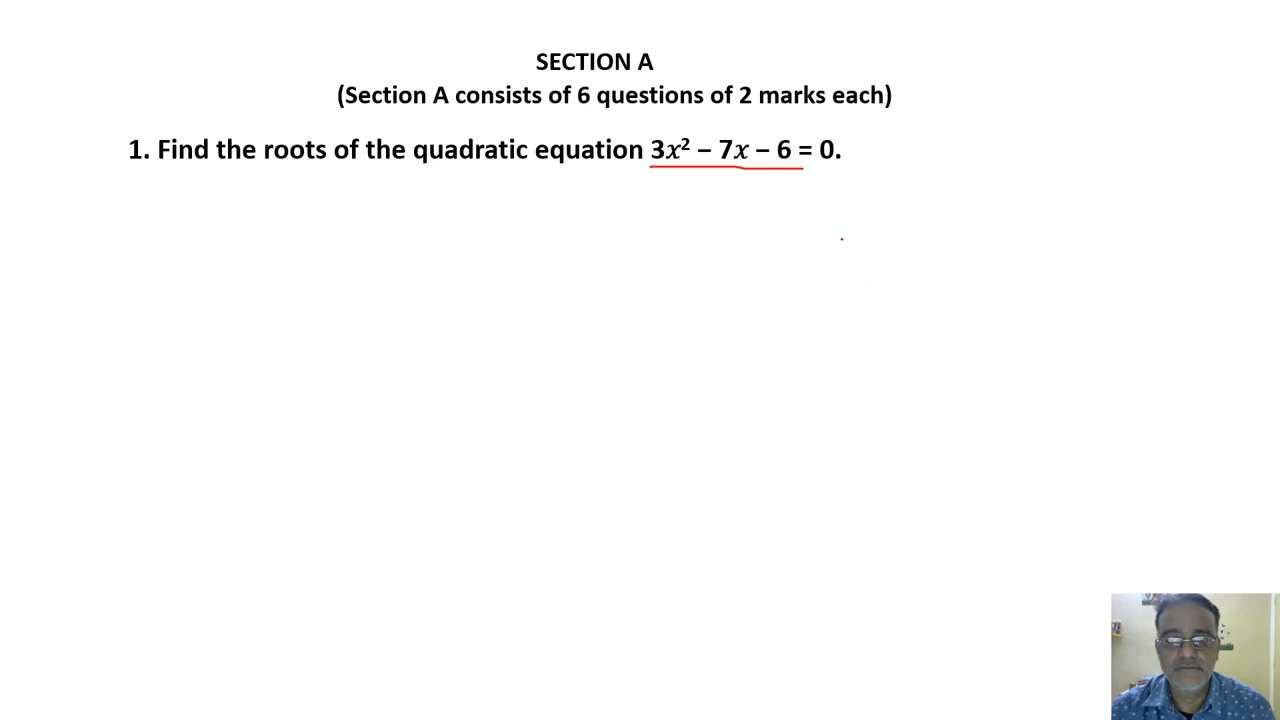 SECTION A
(Section A consists of 6 questions of 2 marks each)
1. Find the roots of the quadratic equation 3𝑥² – 7𝑥 – 6 = 0.